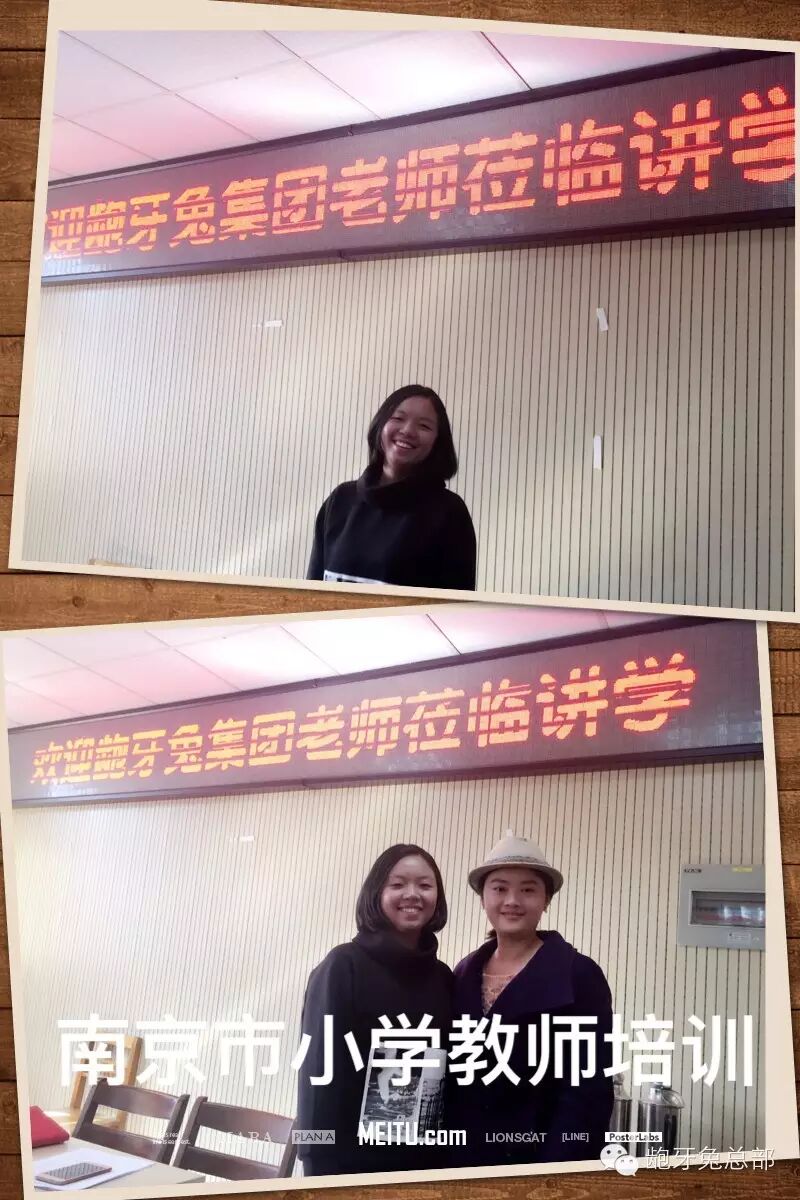 迎龅牙兔集团老师莅临讲学
欢迎龅牙兔集团老师莅临讲学
南京市小学教师培训
PLAN A MEITU.com LIONSGAT [LINE] PosterLabs
龅牙兔总部